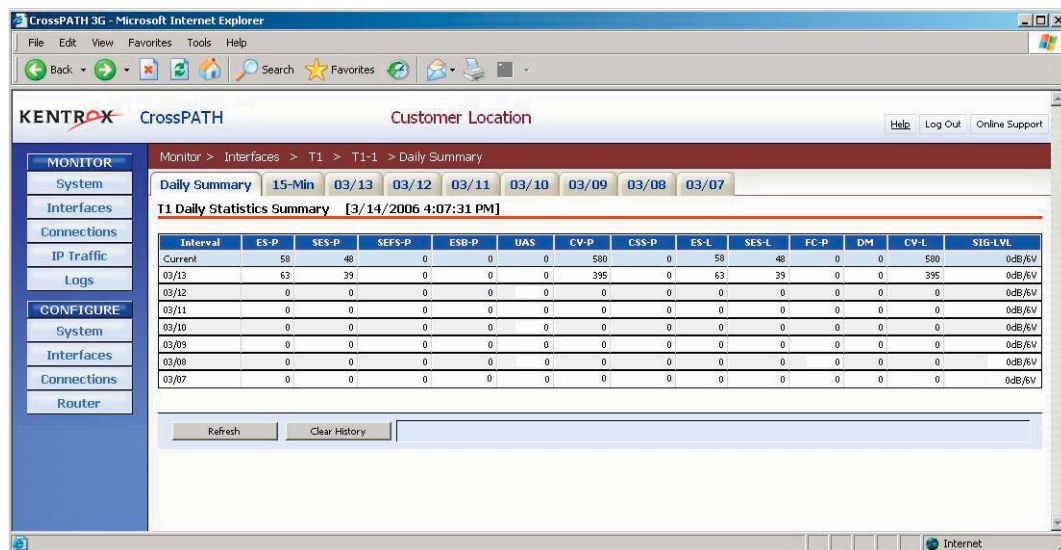 CrossPATH 3G - Microsoft Internet Explorer
File Edit View Favorites Tools Help
Back Search Favorites
KENTROX CrossPATH Customer Location Help Log Out Online Support
MONITOR
System
Interfaces
Connections
IP Traffic
Logs
CONFIGURE
System
Interfaces
Connections
Router
Monitor > Interfaces > T1 > T1-1 > Daily Summary
Daily Summary 15-Min 03/13 03/12 03/11 03/10 03/09 03/08 03/07
T1 Daily Statistics Summary [3/14/2006 4:07:31 PM]
Interval ES-P SES-P SEFS-P ESB-P UAS CV-P CSS-P ES-L SES-L FC-P DM CV-L SIG-LVL
Current 58 48 0 0 0 580 0 58 48 0 0 580 0dB/6V
03/13 63 39 0 0 0 395 0 63 39 0 0 395 0dB/6V
03/12 0 0 0 0 0 0 0 0 0 0 0 0 0dB/6V
03/11 0 0 0 0 0 0 0 0 0 0 0 0 0dB/6V
03/10 0 0 0 0 0 0 0 0 0 0 0 0 0dB/6V
03/09 0 0 0 0 0 0 0 0 0 0 0 0 0dB/6V
03/08 0 0 0 0 0 0 0 0 0 0 0 0 0dB/6V
03/07 0 0 0 0 0 0 0 0 0 0 0 0 0dB/6V
Refresh Clear History
Internet